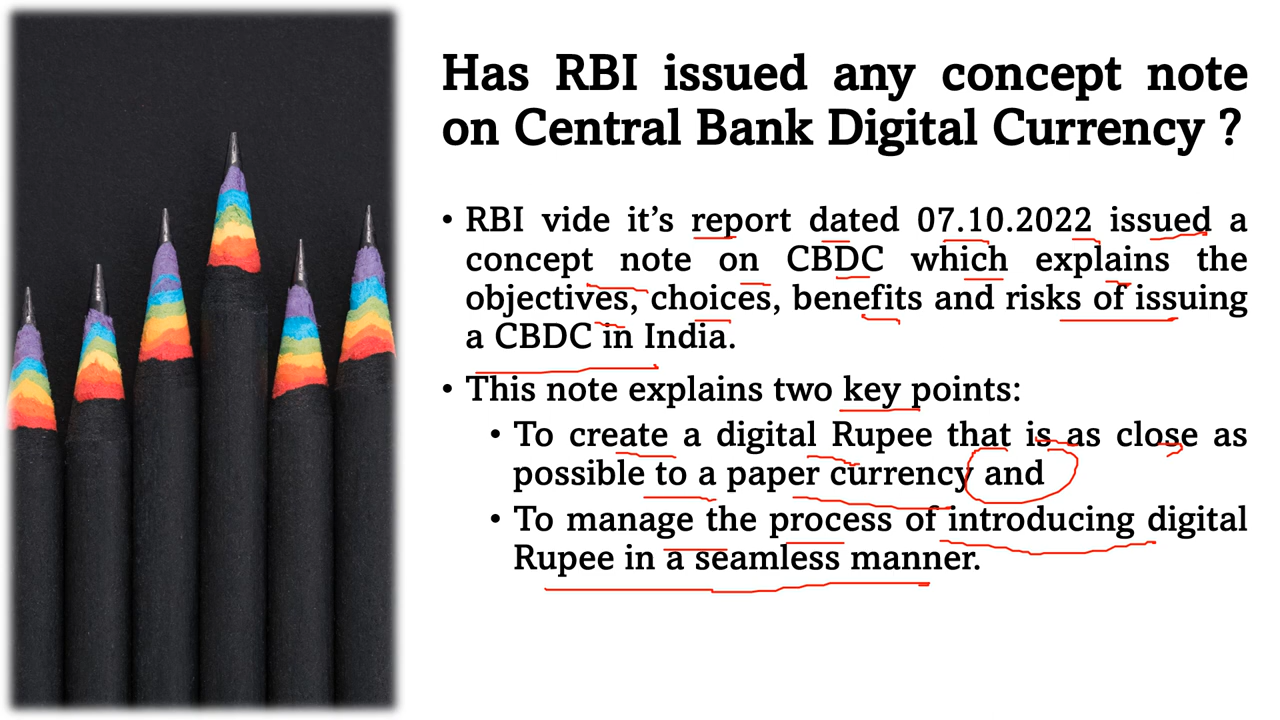 Has RBI issued any concept note
on Central Bank Digital Currency ?
• RBI vide it’s report dated 07.10.2022 issued a
concept note on CBDC which explains the
objectives, choices, benefits and risks of issuing
a CBDC in India.
• This note explains two key points:
• To create a digital Rupee that is as close as
possible to a paper currency and
• To manage the process of introducing digital
Rupee in a seamless manner.